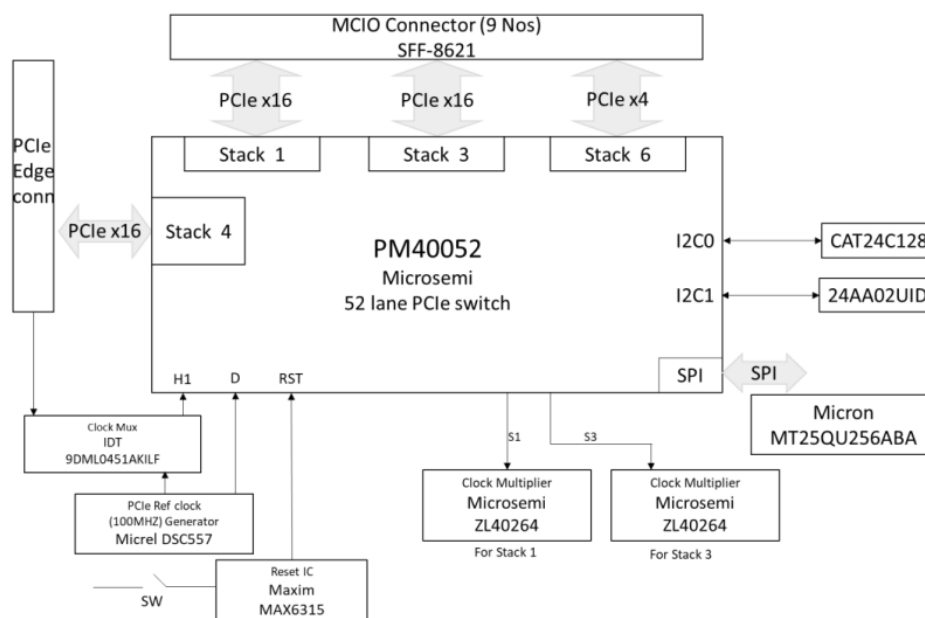 MCIO Connector (9 Nos)
SFF-8621
PCIe x16
PCIe x16
PCIe x4
PCIe
Edge
conn
Stack 1
Stack 3
Stack 6
PCIe x16
Stack 4
PM40052
Microsemi
52 lane PCIe switch
I2C0
CAT24C128
I2C1
24AA02UID
SPI
SPI
H1
D
RST
Micron
MT25QU256ABA
Clock Mux
IDT
9DML0451AKILF
S1
S3
PCIe Ref clock
(100MHZ) Generator
Micrel DSC557
Clock Multiplier
Microsemi
ZL40264
Clock Multiplier
Microsemi
ZL40264
For Stack 1
For Stack 3
Reset IC
Maxim
MAX6315
SW